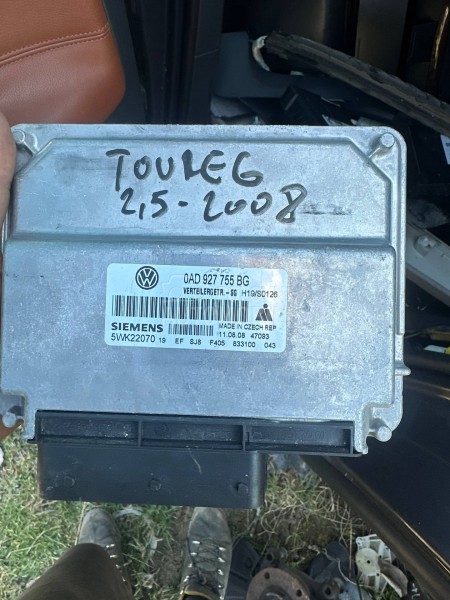 TOUREG
2,5-2008
0AD 927 755 BG
VERTEILERGETR.-SG H19/S0126
SIEMENS
MADE IN CZECH REP
11.06.08 47093
5WK22070 19 EF SJ6 F405 833100 043